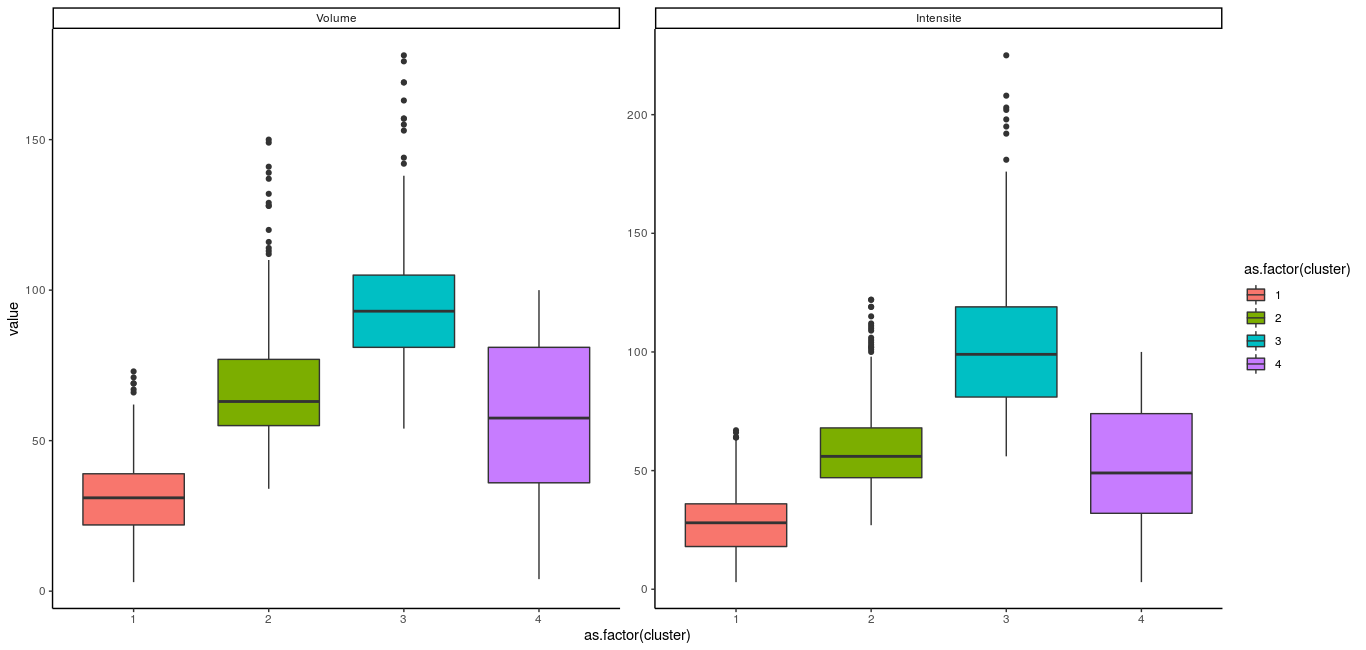 Volume
Intensite
value
150
100
50
0
200
150
100
50
0
1 2 3 4
1 2 3 4
as.factor(cluster)
as.factor(cluster)
1
2
3
4